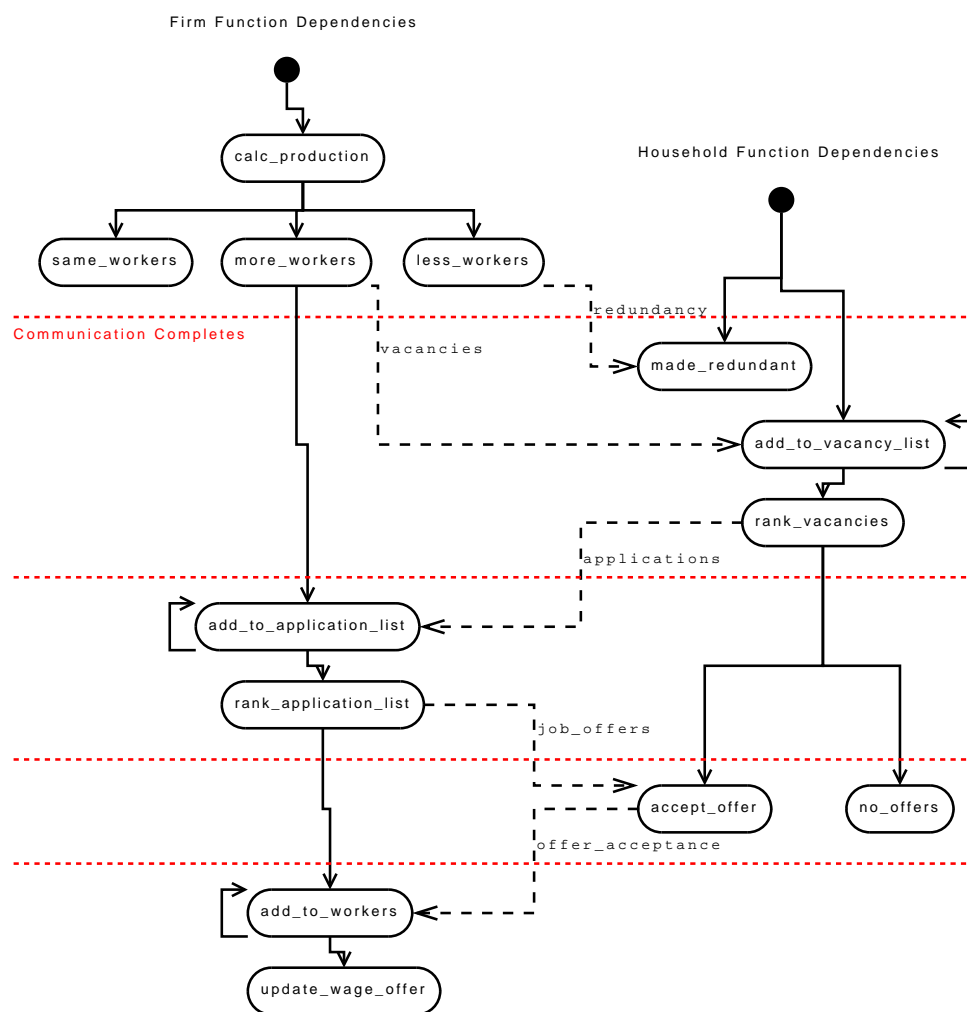 Firm Function Dependencies
calc_production
Household Function Dependencies
same_workers
more_workers
less_workers
redundancy
Communication Completes
vacancies
made_redundant
add_to_vacancy_list
rank_vacancies
applications
add_to_application_list
rank_application_list
job_offers
accept_offer
no_offers
offer_acceptance
add_to_workers
update_wage_offer